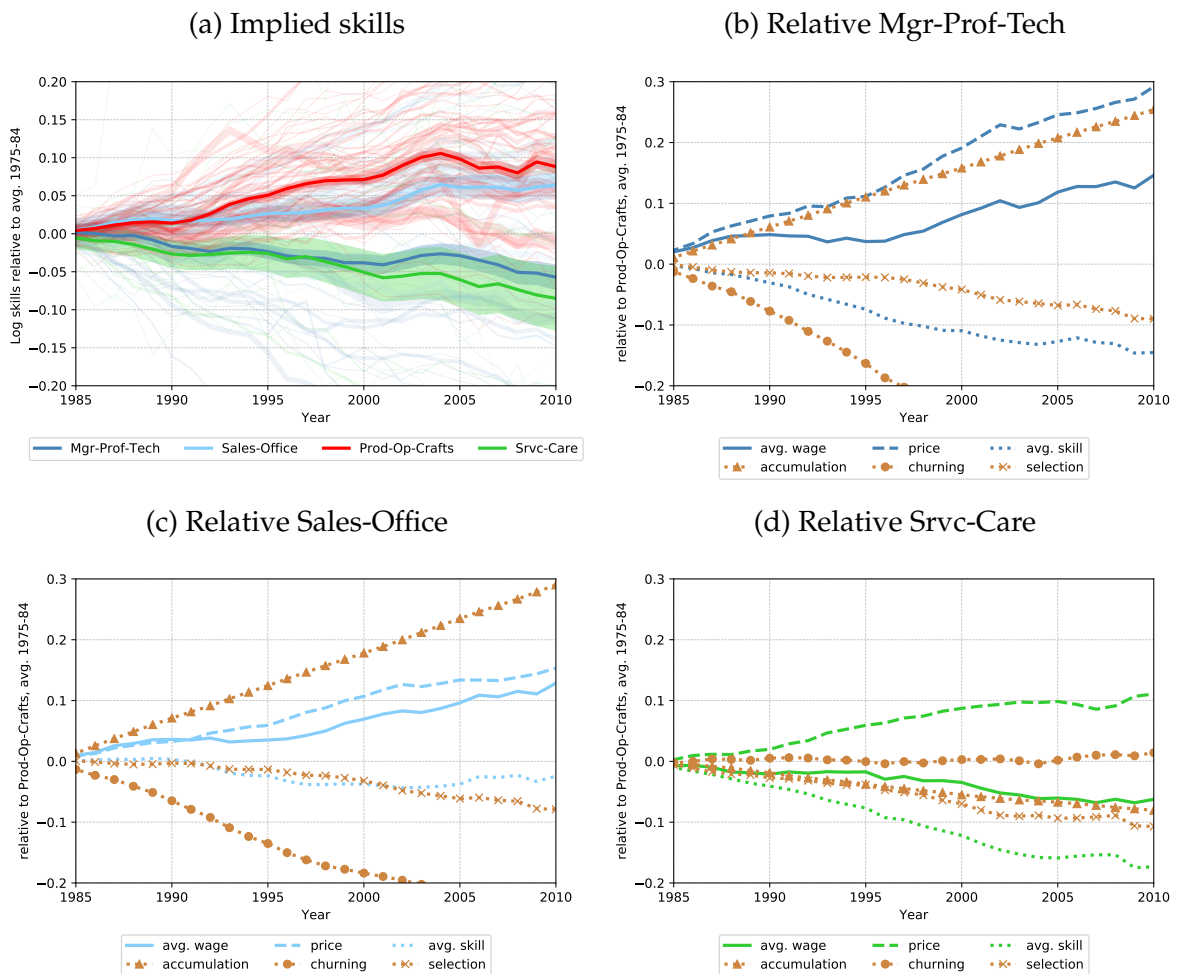 (a) Implied skills
(b) Relative Mgr-Prof-Tech
0.20
0.15
0.10
0.05
0.00
−0.05
−0.10
−0.15
−0.20
Log skills relative to avg. 1975-84
1985 1990 1995 2000 2005 2010
Year
Mgr-Prof-Tech Sales-Office Prod-Op-Crafts Srvc-Care
0.3
0.2
0.1
0.0
−0.1
−0.2
relative to Prod-Op-Crafts, avg. 1975-84
1985 1990 1995 2000 2005 2010
Year
avg. wage price avg. skill
accumulation churning selection
(c) Relative Sales-Office
(d) Relative Srvc-Care
0.3
0.2
0.1
0.0
−0.1
−0.2
relative to Prod-Op-Crafts, avg. 1975-84
1985 1990 1995 2000 2005 2010
Year
avg. wage price avg. skill
accumulation churning selection
0.3
0.2
0.1
0.0
−0.1
−0.2
relative to Prod-Op-Crafts, avg. 1975-84
1985 1990 1995 2000 2005 2010
Year
avg. wage price avg. skill
accumulation churning selection